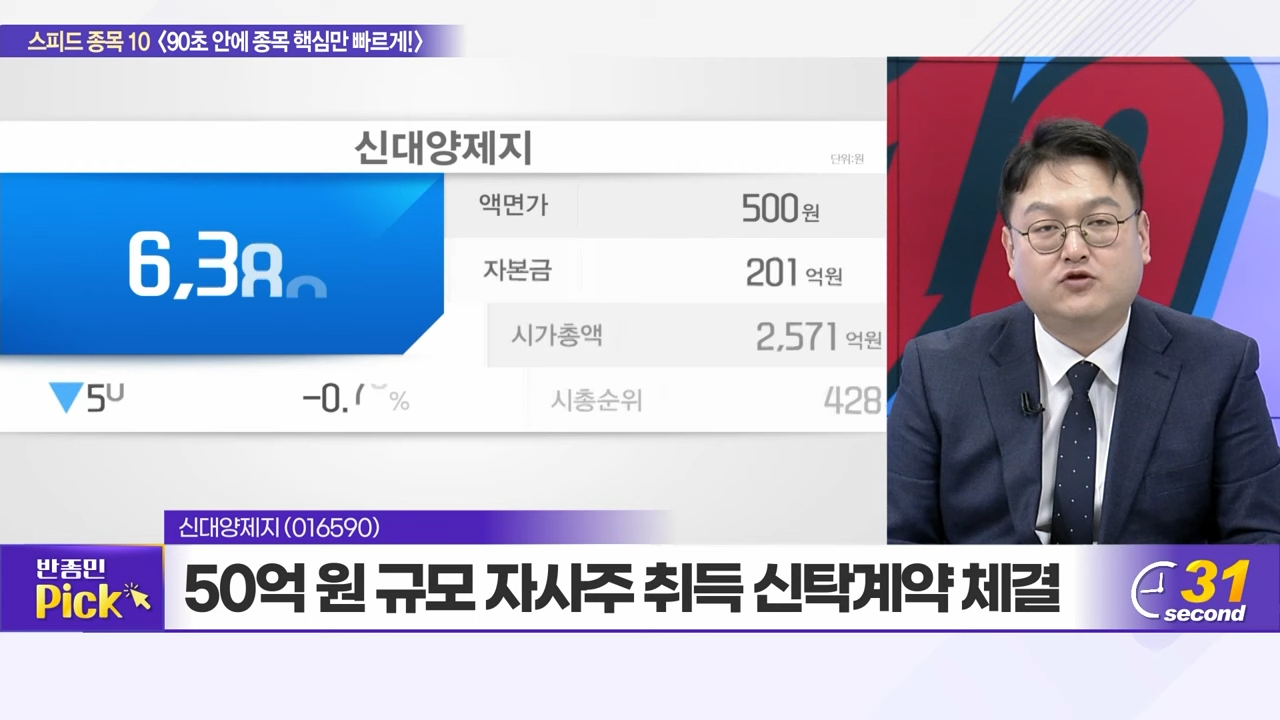 스피드 종목 10 <90초 안에 종목 핵심만 빠르게!>
신대양제지
단위:원
액면가 500원
6,38
자본금 201 억원
시가총액 2,571 억원
▼5 -0. %
시총순위 428
신대양제지(016590)
반종민
Pick
50억 원 규모 자사주 취득 신탁계약 체결
31
second